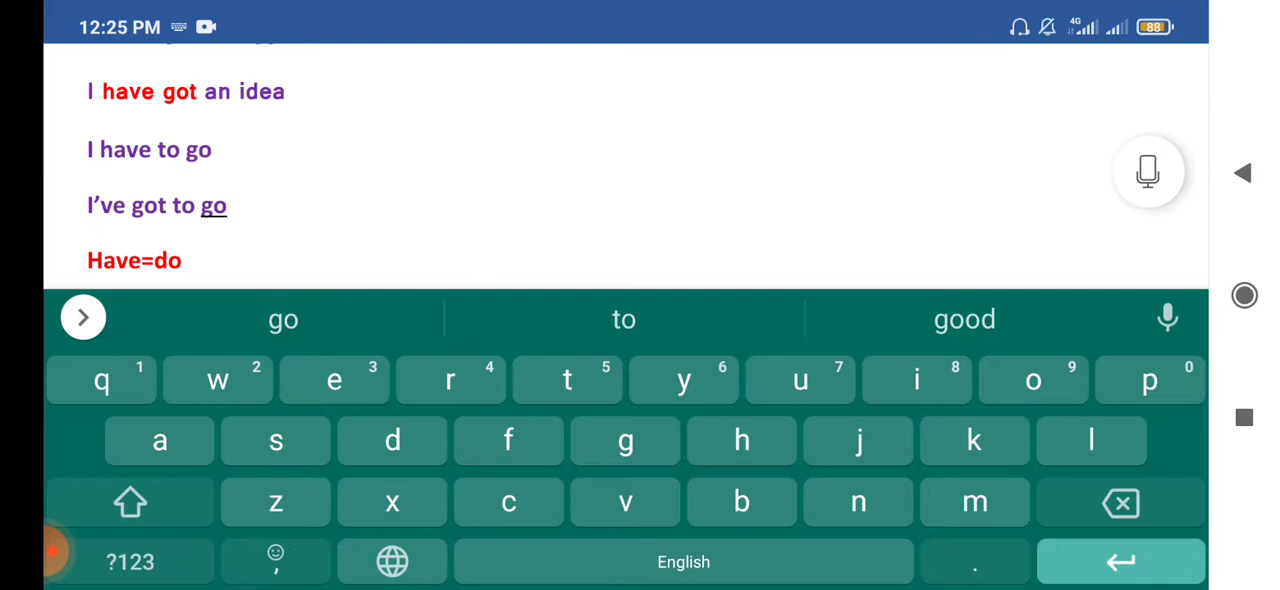 12:25 PM 4G 88
I have got an idea
I have to go
I've got to go
Have=do
go to good
q 1 w 2 e 3 r 4 t 5 y 6 u 7 i 8 o 9 p 0
a s d f g h j k l
z x c v b n m
?123 , English .